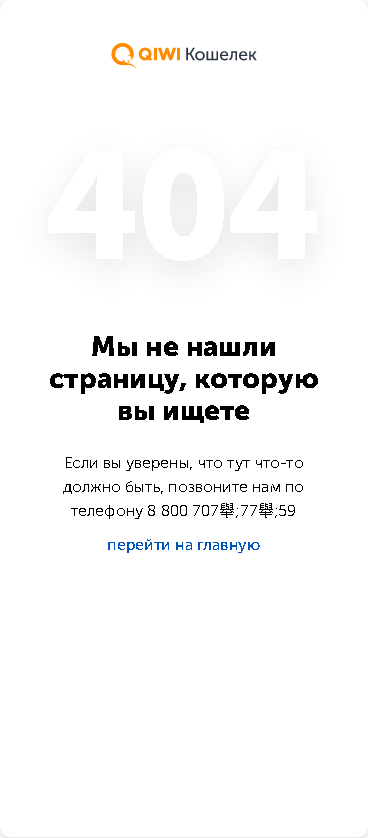 QIWI Кошелек
404
Мы не нашли
страницу, которую
вы ищете
Если вы уверены, что тут что-то
должно быть, позвоните нам по
телефону 8 800 707舉;77舉;59
перейти на главную